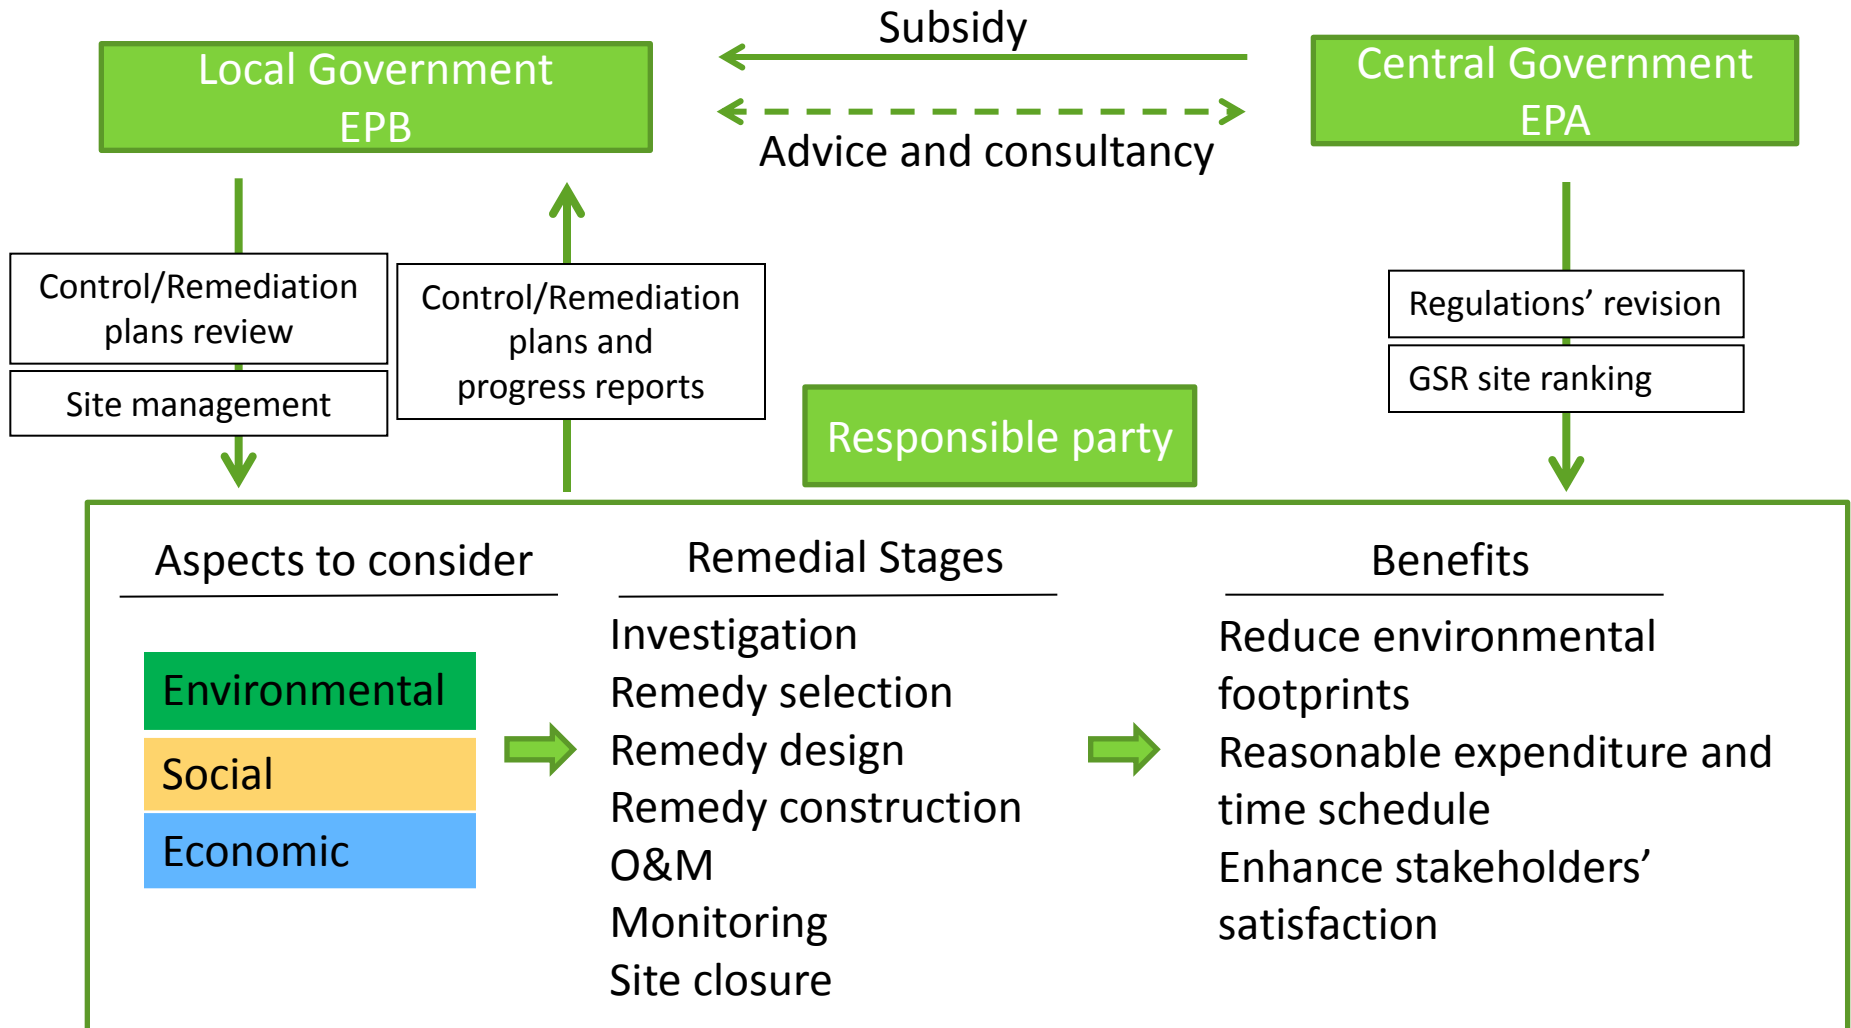 Subsidy
Local Government
EPB
Central Government
EPA
Advice and consultancy
Control/Remediation
plans review
Site management
Control/Remediation
plans and
progress reports
Regulations’ revision
GSR site ranking
Responsible party
Aspects to consider
Environmental
Social
Economic
Remedial Stages
Investigation
Remedy selection
Remedy design
Remedy construction
O&M
Monitoring
Site closure
Benefits
Reduce environmental
footprints
Reasonable expenditure and
time schedule
Enhance stakeholders’
satisfaction